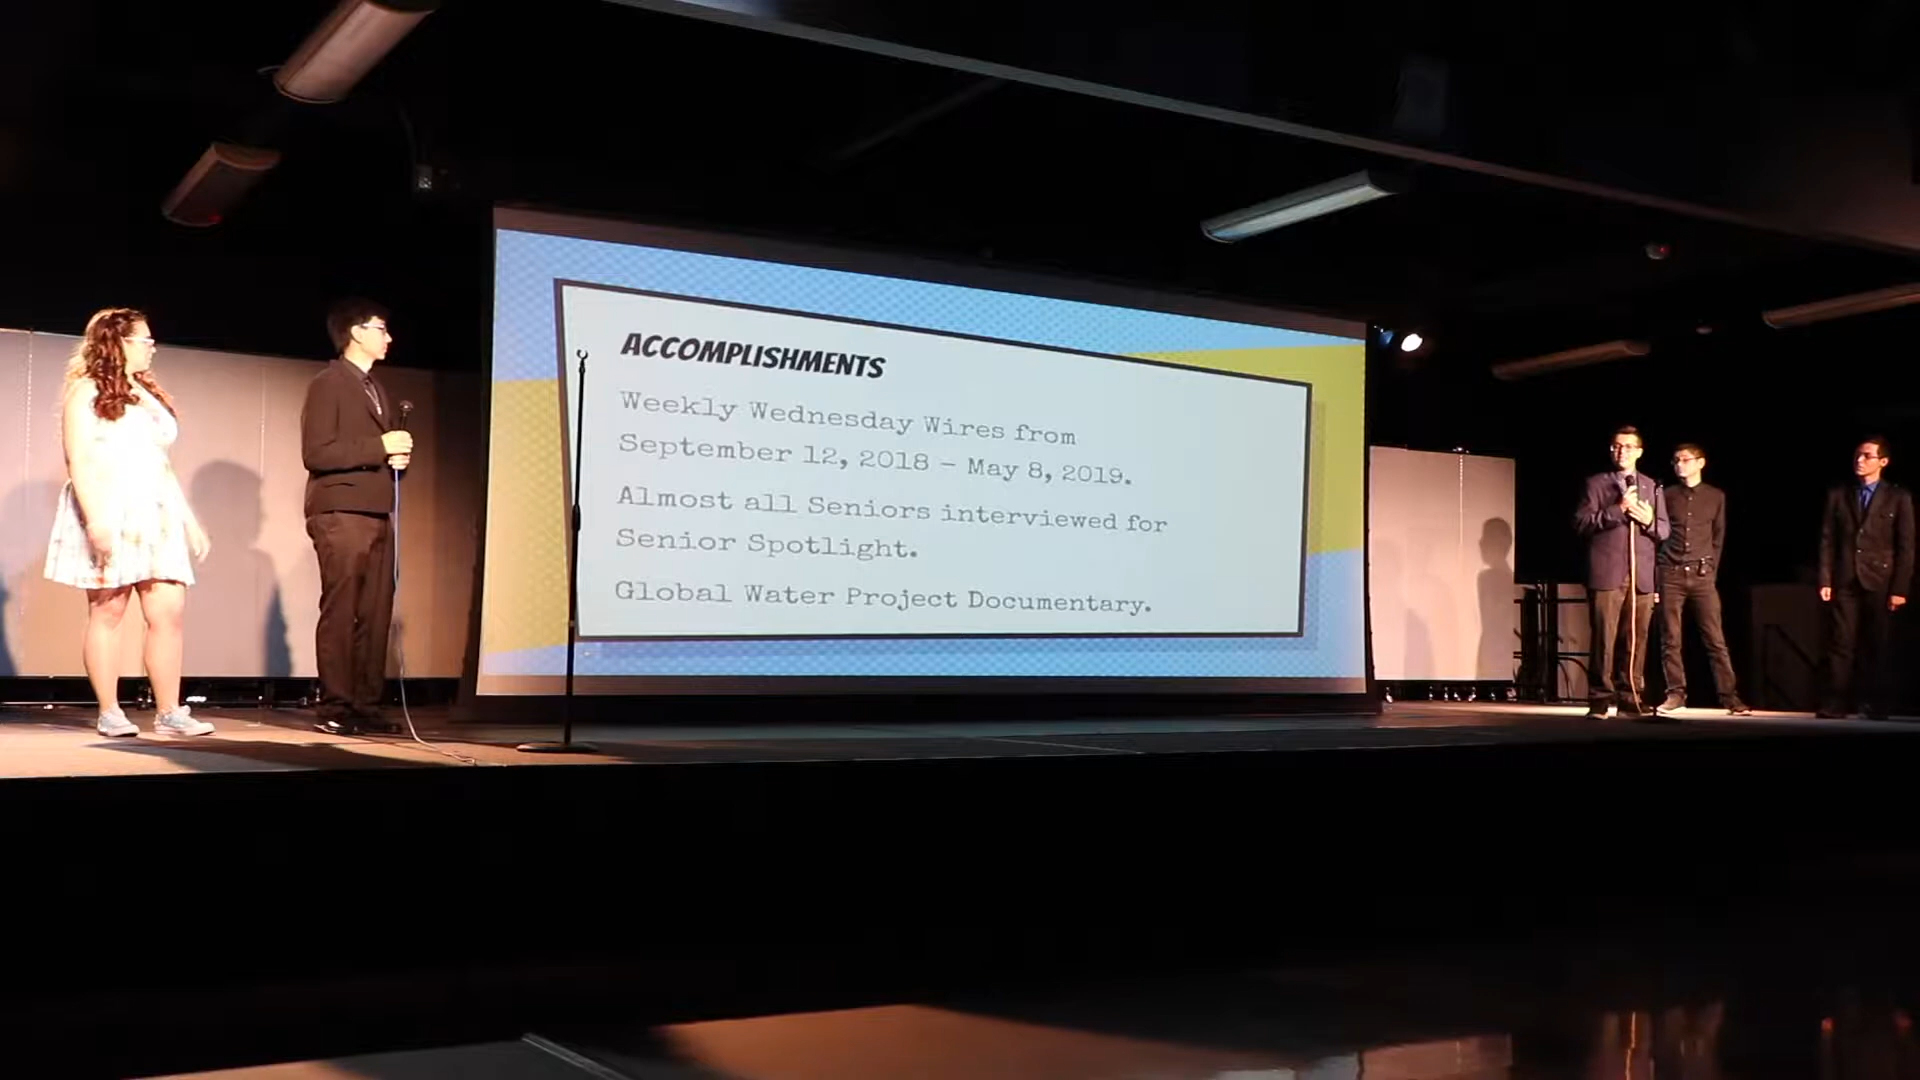 ACCOMPLISHMENTS
Weekly Wednesday Wires from
September 12, 2018 - May 8, 2019.
Almost all Seniors interviewed for
Senior Spotlight.
Global Water Project Documentary.